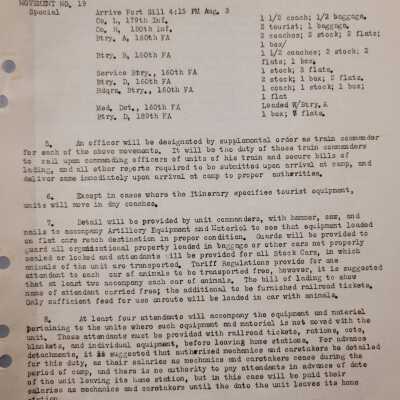 MOVEMENT NO. 19
Special Arrive Fort Sill 4:15 PM Aug. 3
Co. L, 179th Inf. 1 1/2 coach; 1/2 baggage.
Co. B, 180th Inf. 2 tourist; 1 baggage.
Btry. A, 160th FA 2 coaches; 2 stock; 2 flats;
1 box/
Btry. B, 160th FA 1 1/2 coaches; 2 stock; 2
flats; 1 box.
Service Btry., 160th FA 1 stock; 3 flats.
Btry. D, 160th FA 2 stock; 1 box; 2 flats.
Hdqrs. Btry., 160th FA 1 coach; 1 stock; 1 box;
1 flat
Med. Det., 160th FA Loaded W/Btry. A
Btry. D, 189th FA 1 box; flats.
5. An officer will be designated by supplemental order as train commander
for each of the above movements. It will be the duty of those train commanders
to call upon commanding officers of units of his train and secure bills of
lading, and all other reports required to be submitted upon arrival at camp, and
deliver same immediately upon arrival at camp to proper authorities.
6. Except in cases where the Itinerary specifies tourist equipment,
units will move in day coaches.
7. Detail will be provided by unit commanders, with hammer, saw, and
nails to accompany Artillery Equipment and Materiel to see that equipment loaded
on flat cars reach destination in proper condition. Guards will be provided to
guard all organizational property loaded in baggage or other cars not properly
sealed or locked and attendants will be provided for all Stock Cars, in which
animals of the unit are transported. Tariff Regulations provide for one
attendant to each car of animals to be transported free, however, it is suggested
that at least two accompany each car of animals. The bill of lading to show
name of attendant carried free; the additional to be furnished railroad tickets.
Only sufficient feed for use enroute will be loaded in car with animals.
8. At least four attendants will accompany the equipment and material
pertaining to the units where such equipment and material is not moved with the
unit. These attendants must be provided with railroad tickets, rations, cots,
blankets, and individual equipment, before leaving home stations. For advance
detachments, it is suggested that authorized mechanics and caretakers be detailed
for this duty, as their salaries as mechanics and caretakers cease during the
period of camp, and there is no authority to pay attendants in advance of date
of the unit leaving its home station, but in this case will be paid their
salaries as mechanics and caretakers until the date the unit leaves its home
station.